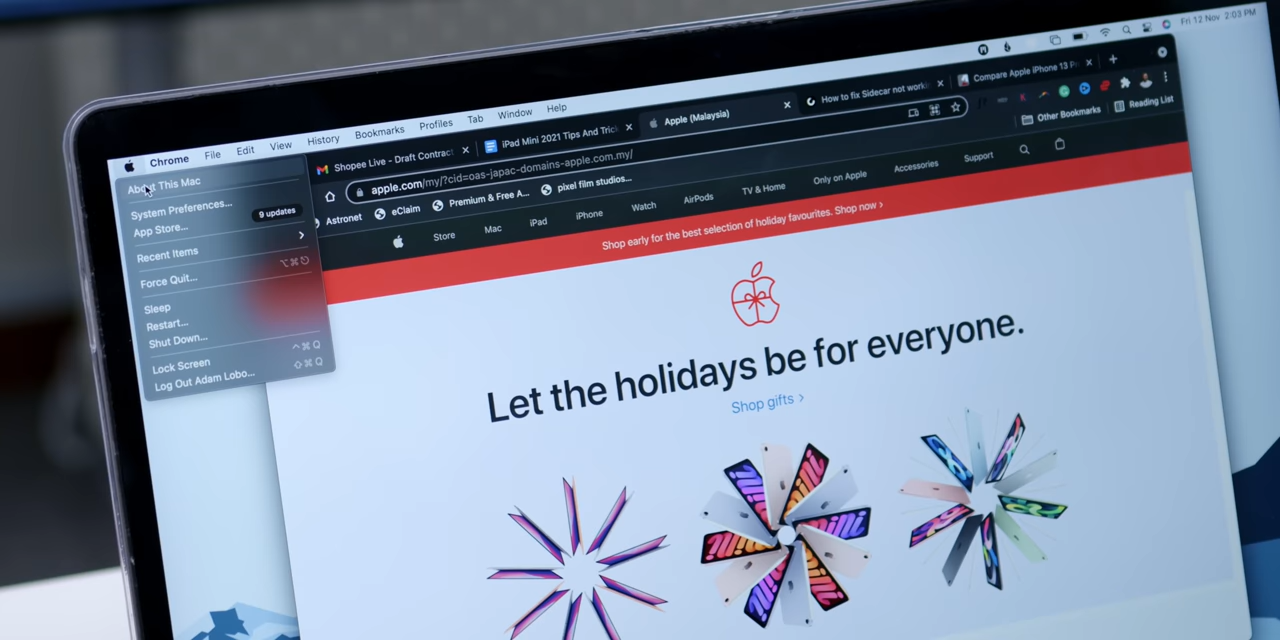 Fri 12 Nov 2:03 PM
Chrome File Edit View History Bookmarks Profiles Tab Window Help
Shopee Live - Draft Contract
iPad Mini 2021 Tips And Tric
Apple (Malaysia)
How to fix Sidecar not worki
Compare Apple iPhone 13 P
apple.com/my/?cid=oas-japac-domains-apple.com.my/
Astronet eClaim Premium & Free A... pixel film studios...
Other Bookmarks Reading List
About This Mac
System Preferences...
App Store... 9 updates
Recent Items
Force Quit...
Sleep
Restart...
Shut Down...
Lock Screen ^⌘Q
Log Out Adam Lobo... ⇧⌘Q
Store Mac iPad iPhone Watch AirPods TV & Home Only on Apple Accessories Support
Shop early for the best selection of holiday favourites. Shop now >
Let the holidays be for everyone.
Shop gifts >